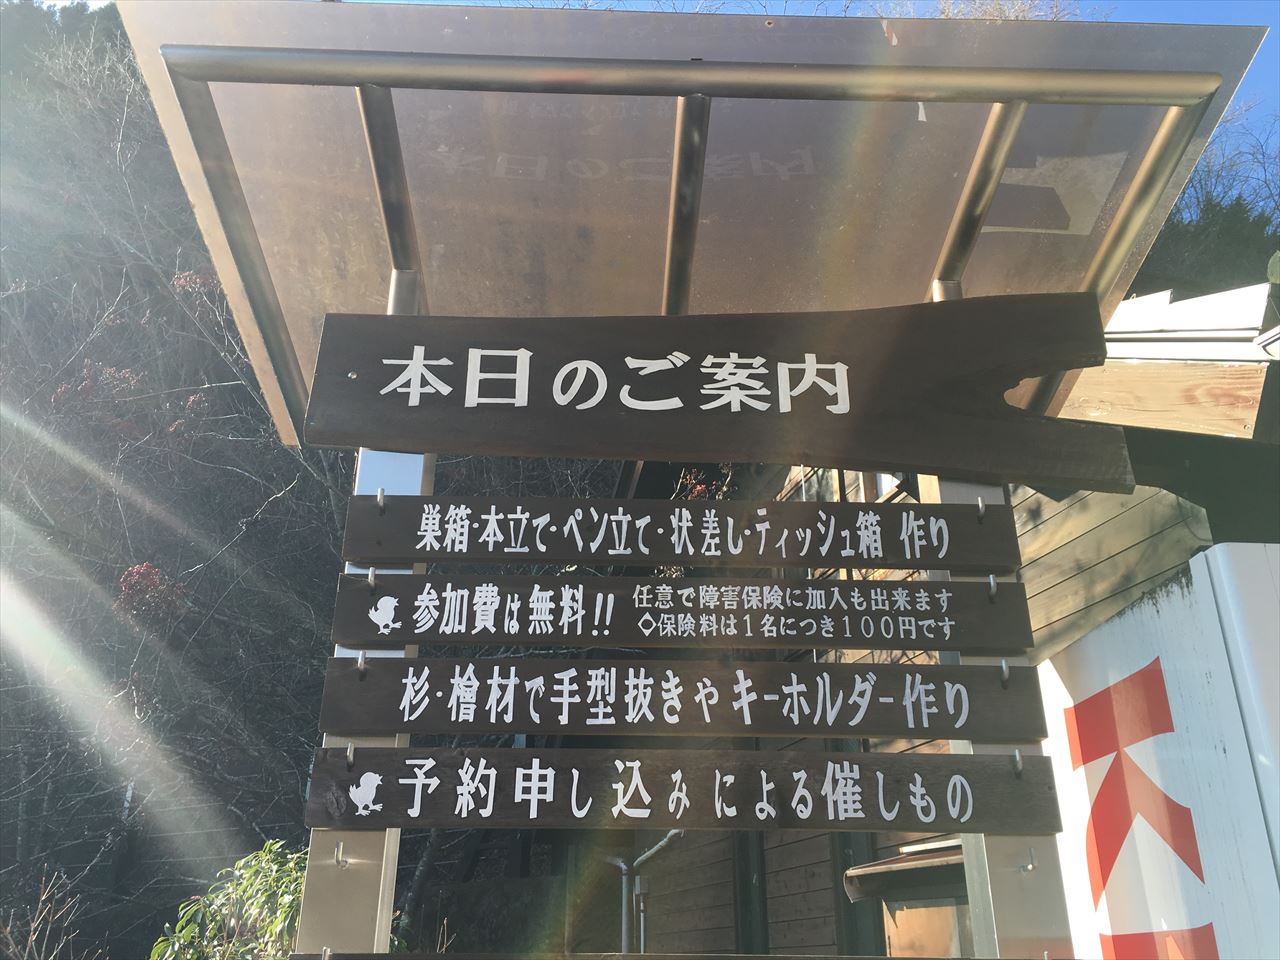 本日のご案内
巣箱・本立て・ペン立て・状差し・ティッシュ箱 作り
参加費は無料!! 任意で障害保険に加入も出来ます
◇保険料は1名につき100円です
杉・檜材で手型抜きやキーホルダー作り
予約申し込みによる催しもの